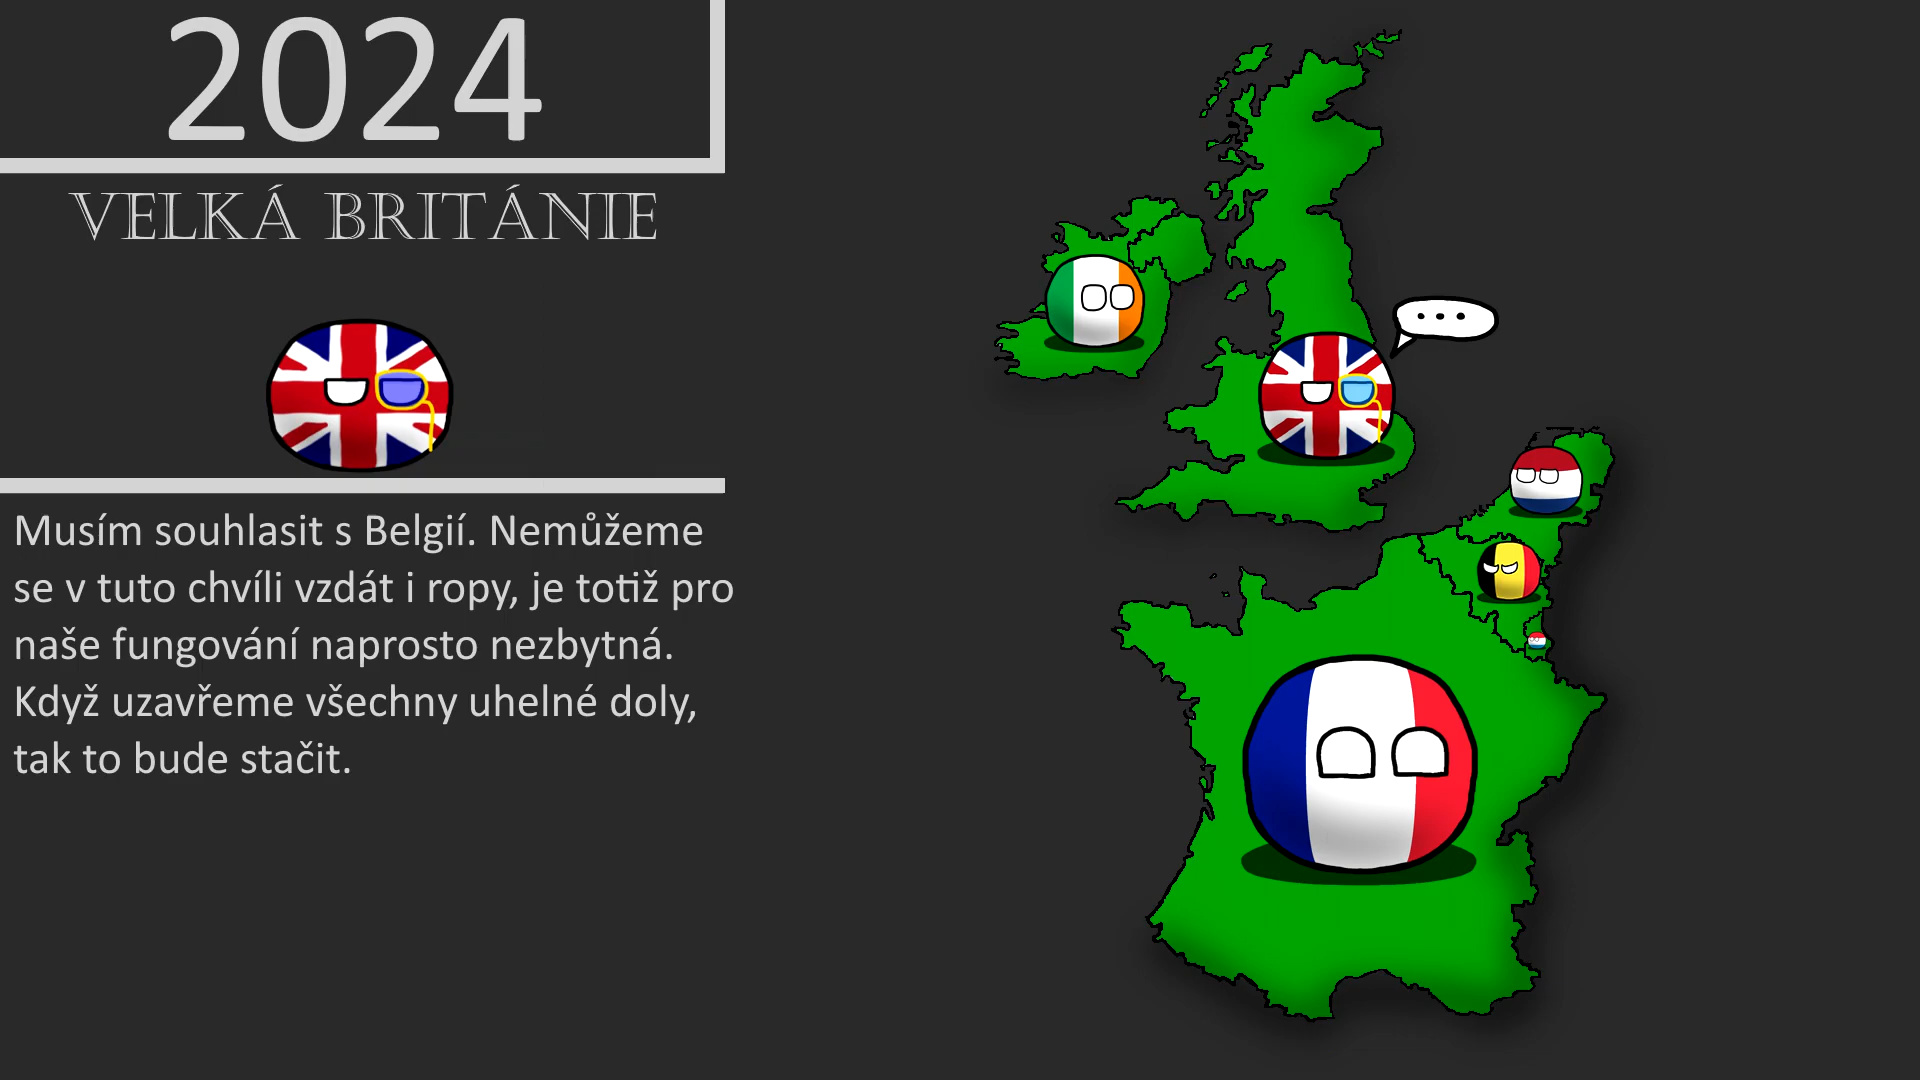 2024
VELKÁ BRITÁNIE
Musím souhlasit s Belgií. Nemůžeme
se v tuto chvíli vzdát i ropy, je totiž pro
naše fungování naprosto nezbytná.
Když uzavřeme všechny uhelné doly,
tak to bude stačit.
...